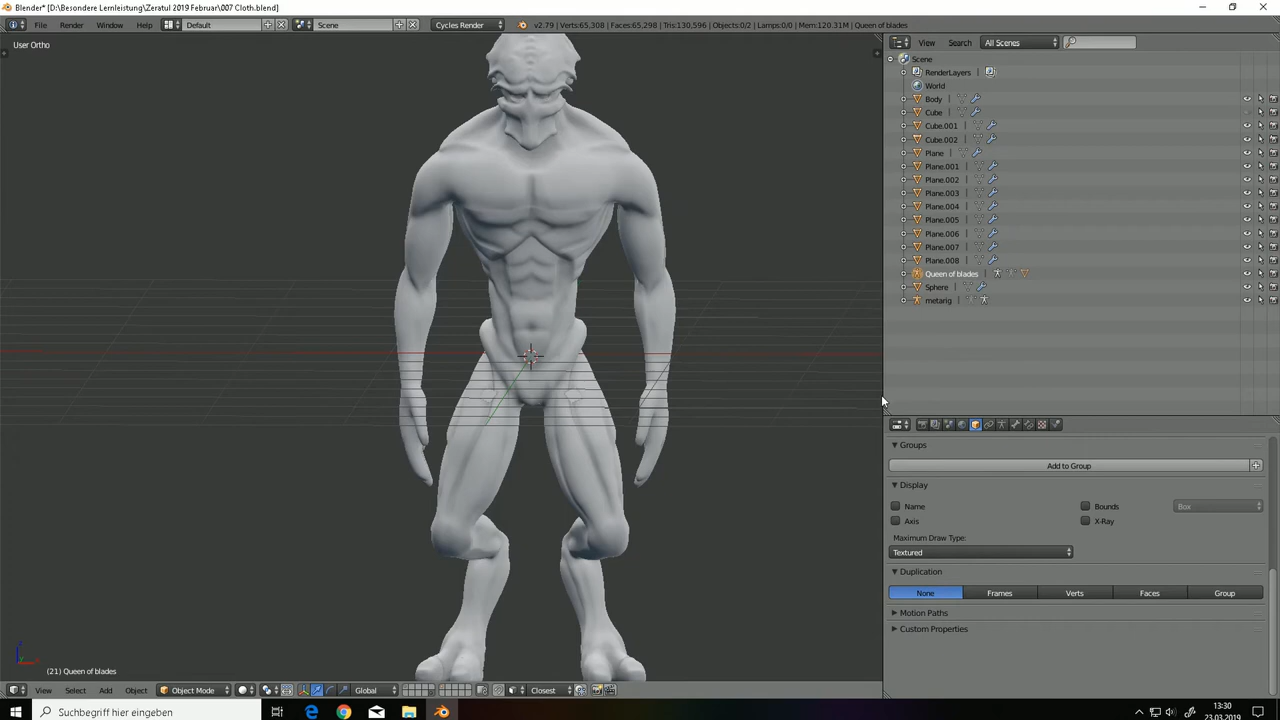 Blender* [D:\Besondere Lernleistung\Zeratul 2019 Februar\007 Cloth.blend]
File Render Window Help Default Scene Cycles Render v2.79 | Verts:65,308 | Faces:65,298 | Tris:130,596 | Objects:0/2 | Lamps:0/0 | Mem:120.31M | Queen of blades
User Ortho
View Search All Scenes
Scene
RenderLayers
World
Body
Cube
Cube.001
Cube.002
Plane
Plane.001
Plane.002
Plane.003
Plane.004
Plane.005
Plane.006
Plane.007
Plane.008
Queen of blades
Sphere
metarig
Groups
Add to Group
Display
Name Bounds Box
Axis X-Ray
Maximum Draw Type:
Textured
Duplication
None Frames Verts Faces Group
Motion Paths
Custom Properties
(21) Queen of blades
View Select Add Object Object Mode Global Closest
Suchbegriff hier eingeben
13:30
23.03.2019